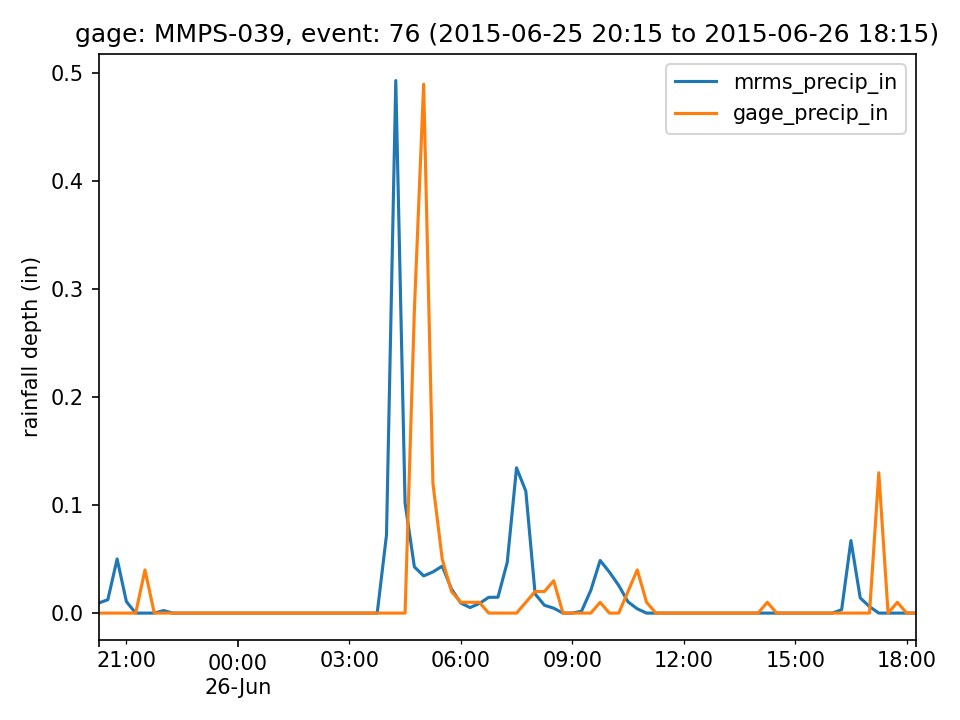 gage: MMPS-039, event: 76 (2015-06-25 20:15 to 2015-06-26 18:15)
mrms_precip_in
gage_precip_in
rainfall depth (in)
0.5
0.4
0.3
0.2
0.1
0.0
21:00 00:00 03:00 06:00 09:00 12:00 15:00 18:00
26-Jun